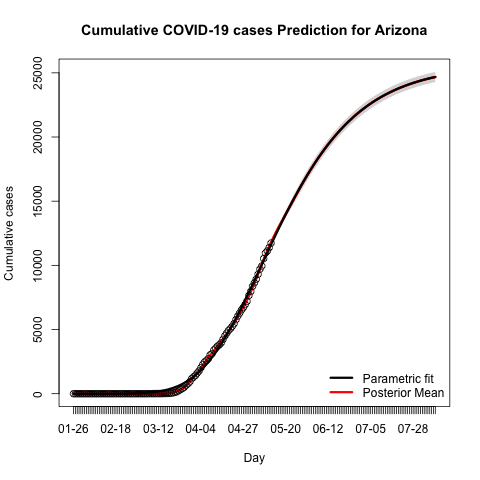 Cumulative COVID-19 cases Prediction for Arizona
Cumulative cases
25000
20000
15000
10000
5000
0
Parametric fit
Posterior Mean
01-26 02-18 03-12 04-04 04-27 05-20 06-12 07-05 07-28
Day